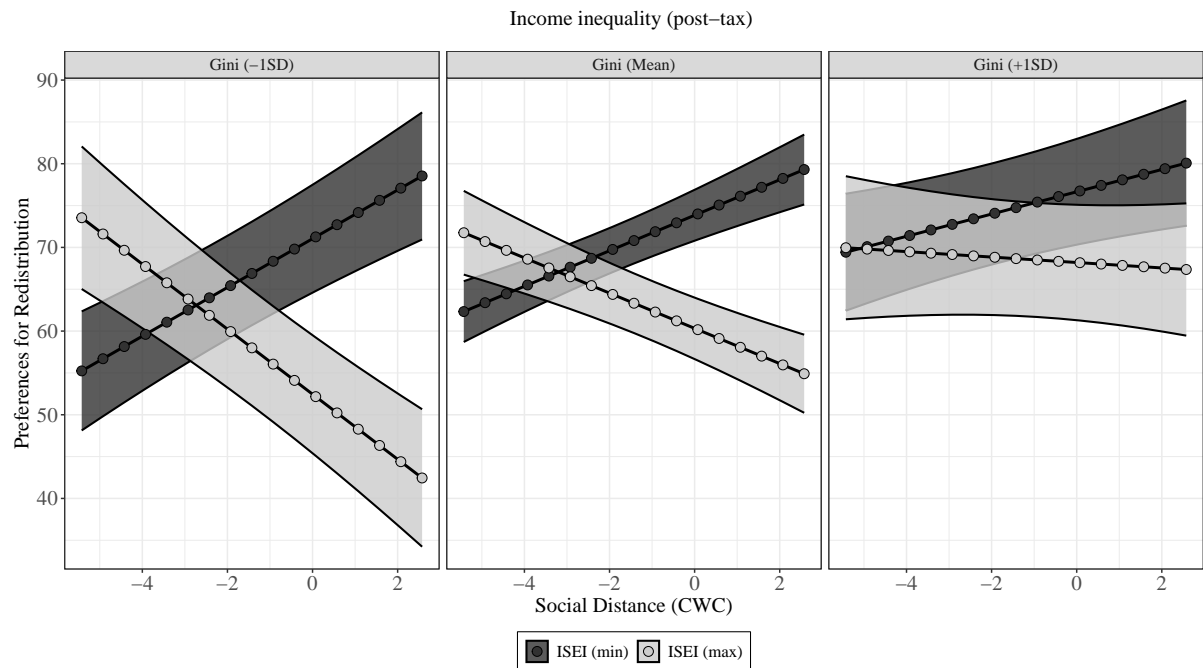 Income inequality (post−tax)
Gini (−1SD) Gini (Mean) Gini (+1SD)
Preferences for Redistribution
90
80
70
60
50
40
−4 −2 0 2 −4 −2 0 2 −4 −2 0 2
Social Distance (CWC)
ISEI (min) ISEI (max)